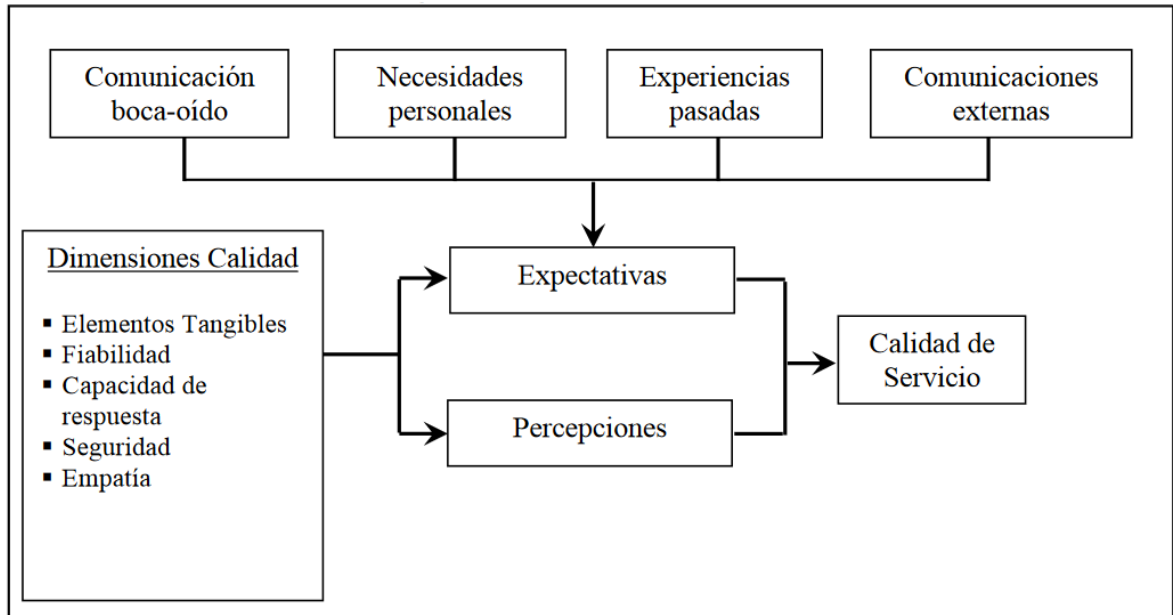 Comunicación
boca-oído
Necesidades
personales
Experiencias
pasadas
Comunicaciones
externas
Dimensiones Calidad
▪ Elementos Tangibles
▪ Fiabilidad
▪ Capacidad de
respuesta
▪ Seguridad
▪ Empatía
Expectativas
Percepciones
Calidad de
Servicio